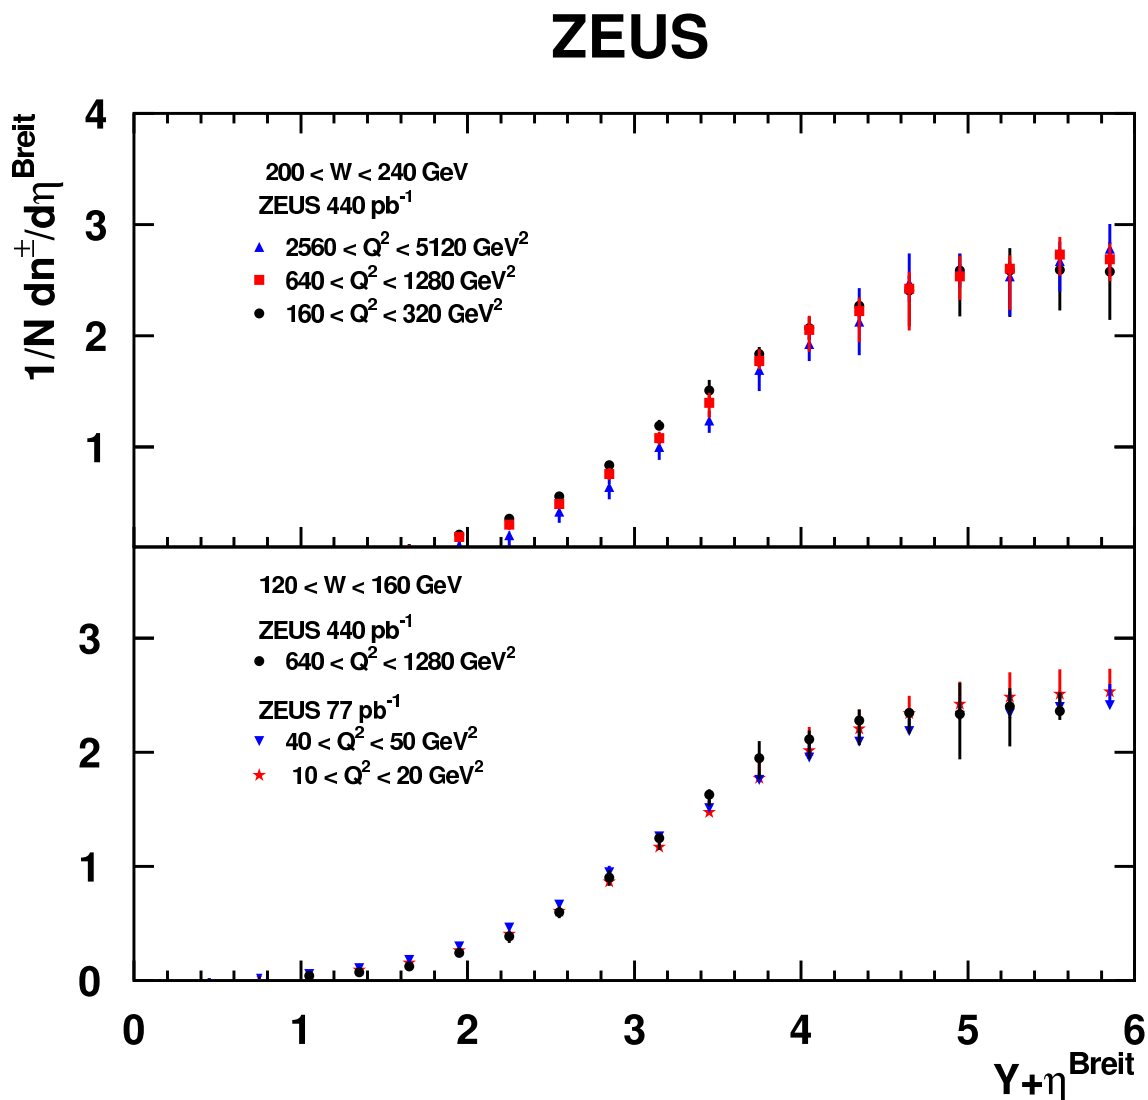 ZEUS
1/N dn±/dηBreit
4
3
2
1
200 < W < 240 GeV
ZEUS 440 pb-1
2560 < Q2 < 5120 GeV2
640 < Q2 < 1280 GeV2
160 < Q2 < 320 GeV2
3
2
1
0
120 < W < 160 GeV
ZEUS 440 pb-1
640 < Q2 < 1280 GeV2
ZEUS 77 pb-1
40 < Q2 < 50 GeV2
10 < Q2 < 20 GeV2
0 1 2 3 4 5 6
Y+ηBreit